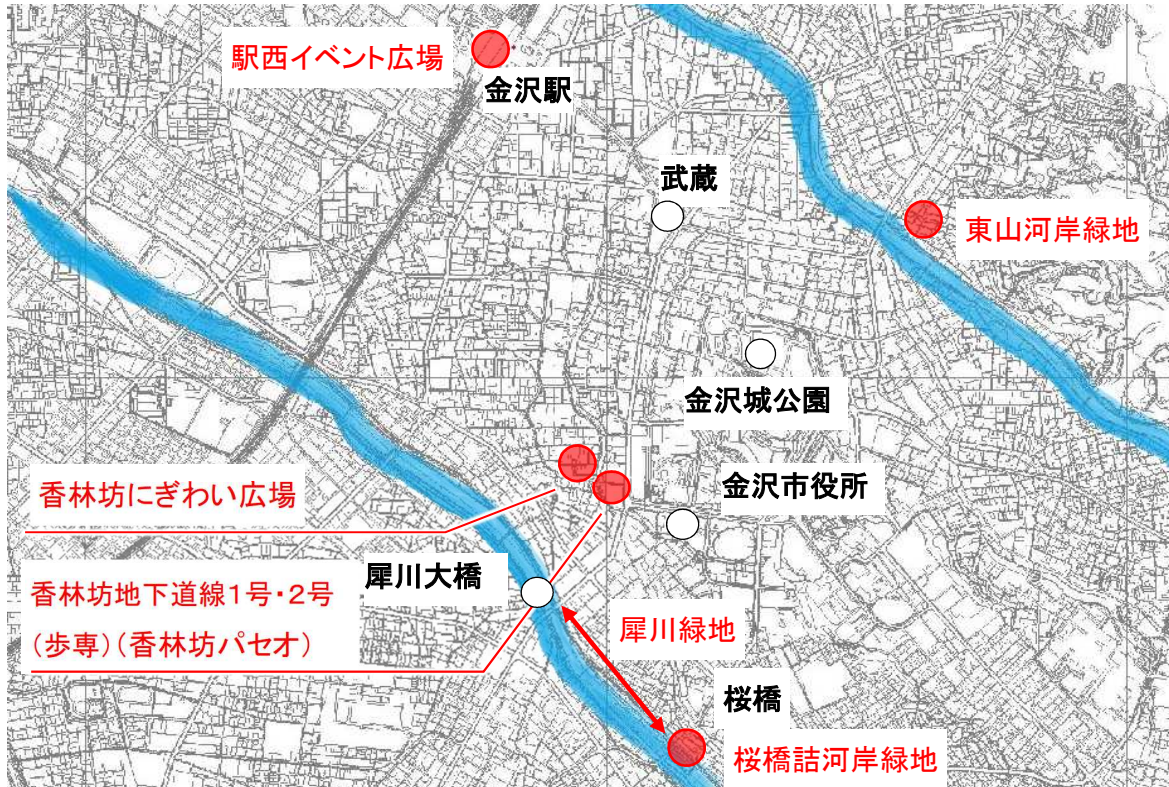 駅西イベント広場
金沢駅
武蔵
東山河岸緑地
金沢城公園
香林坊にぎわい広場
金沢市役所
犀川大橋
香林坊地下道線1号・2号
(歩専)(香林坊パセオ)
犀川緑地
桜橋
桜橋詰河岸緑地